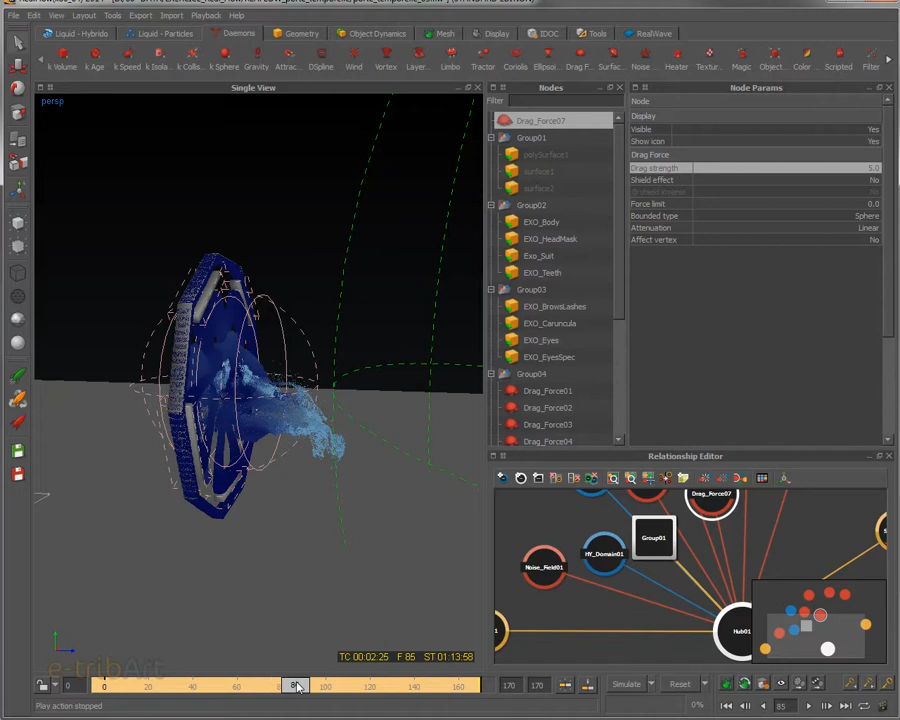 File Edit View Layout Tools Export Import Playback Help
Liquid - Hybrido Liquid - Particles Daemons Geometry Object Dynamics Mesh Display IDOC Tools RealWave
k Volume k Age k Speed k Isola... k Collis... k Sphere Gravity Attrac... DSpline Wind Vortex Layer... Limbo Tractor Coriolis Ellipsoi... Drag F... Surfac... Noise ... Heater Textur... Magic Object... Color ... Scripted Filter
Single View
persp
Nodes
Filter
Drag_Force07
Group01
polySurface1
surface1
surface2
Group02
EXO_Body
EXO_HeadMask
Exo_Suit
EXO_Teeth
Group03
EXO_BrowsLashes
EXO_Caruncula
EXO_Eyes
EXO_EyesSpec
Group04
Drag_Force01
Drag_Force02
Drag_Force03
Drag_Force04
Node Params
Node
Display
Visible Yes
Show icon Yes
Drag Force
Drag strength 5.0
Shield effect No
Force limit 0.0
Bounded type Sphere
Attenuation Linear
Affect vertex No
Relationship Editor
Drag_Force07
Group01
HY_Domain01
Noise_Field01
Hub01
e-tribArt
TC 00:02:25 F 85 ST 01:13:58
0 0 20 40 60 100 120 140 160 170 170 Simulate Reset
Play action stopped 0% 85